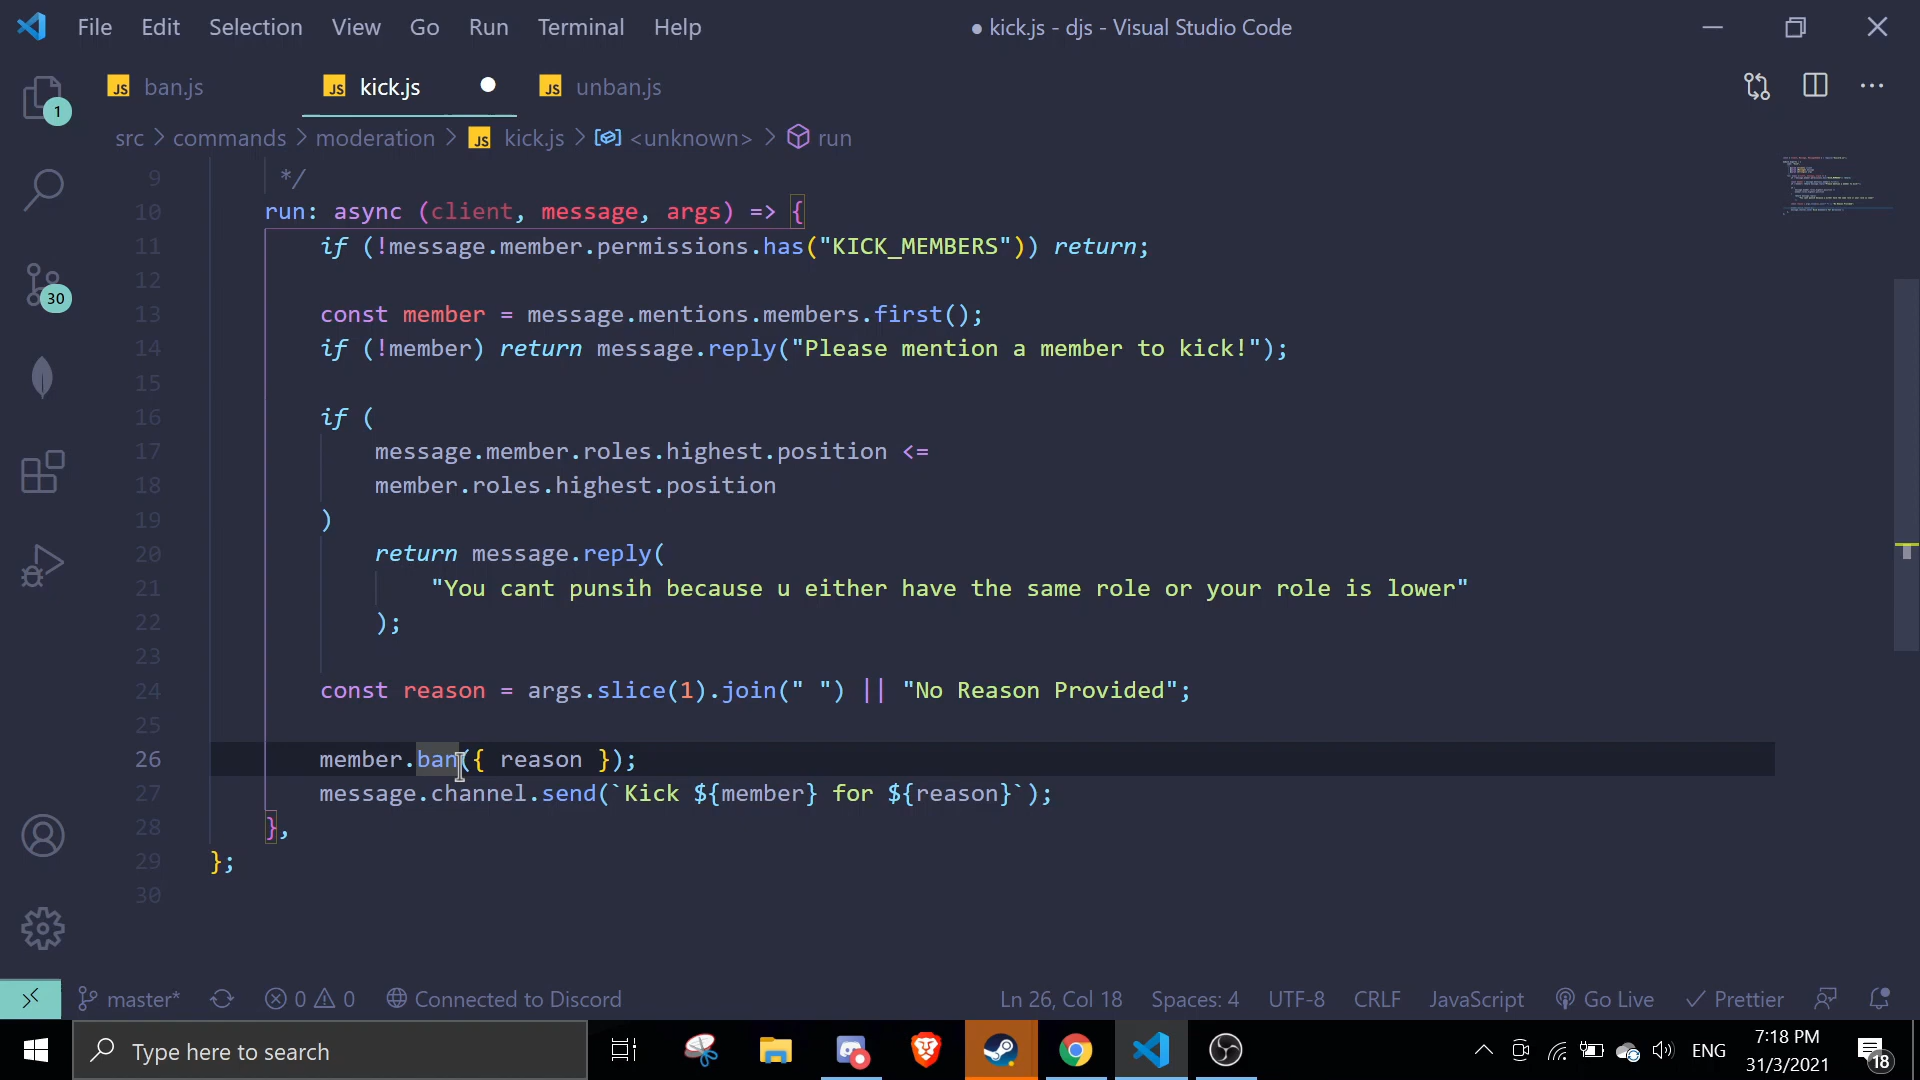 File Edit Selection View Go Run Terminal Help ● kick.js - djs - Visual Studio Code
JS ban.js JS kick.js JS unban.js
1
src > commands > moderation > JS kick.js > <unknown> > run
9 */
10 run: async (client, message, args) => {
11 if (!message.member.permissions.has("KICK_MEMBERS")) return;
12
13 const member = message.mentions.members.first();
14 if (!member) return message.reply("Please mention a member to kick!");
15
16 if (
17 message.member.roles.highest.position <=
18 member.roles.highest.position
19 )
20 return message.reply(
21 "You cant punsih because u either have the same role or your role is lower"
22 );
23
24 const reason = args.slice(1).join(" ") || "No Reason Provided";
25
26 member.ban({ reason });
27 message.channel.send(`Kick ${member} for ${reason}`);
28 },
29 };
30
30
master* 0 0 Connected to Discord Ln 26, Col 18 Spaces: 4 UTF-8 CRLF JavaScript Go Live Prettier
Type here to search ENG 7:18 PM
31/3/2021 18